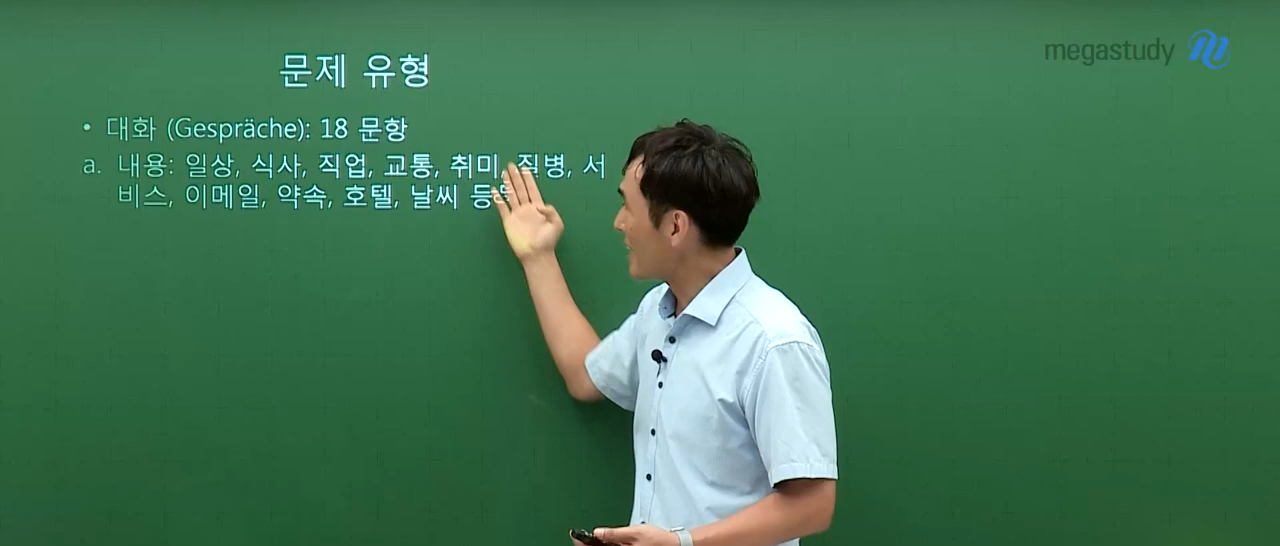 megastudy
문제 유형
• 대화 (Gespräche): 18 문항
a. 내용: 일상, 식사, 직업, 교통, 취미, 질병, 서
비스, 이메일, 약속, 호텔, 날씨 등등